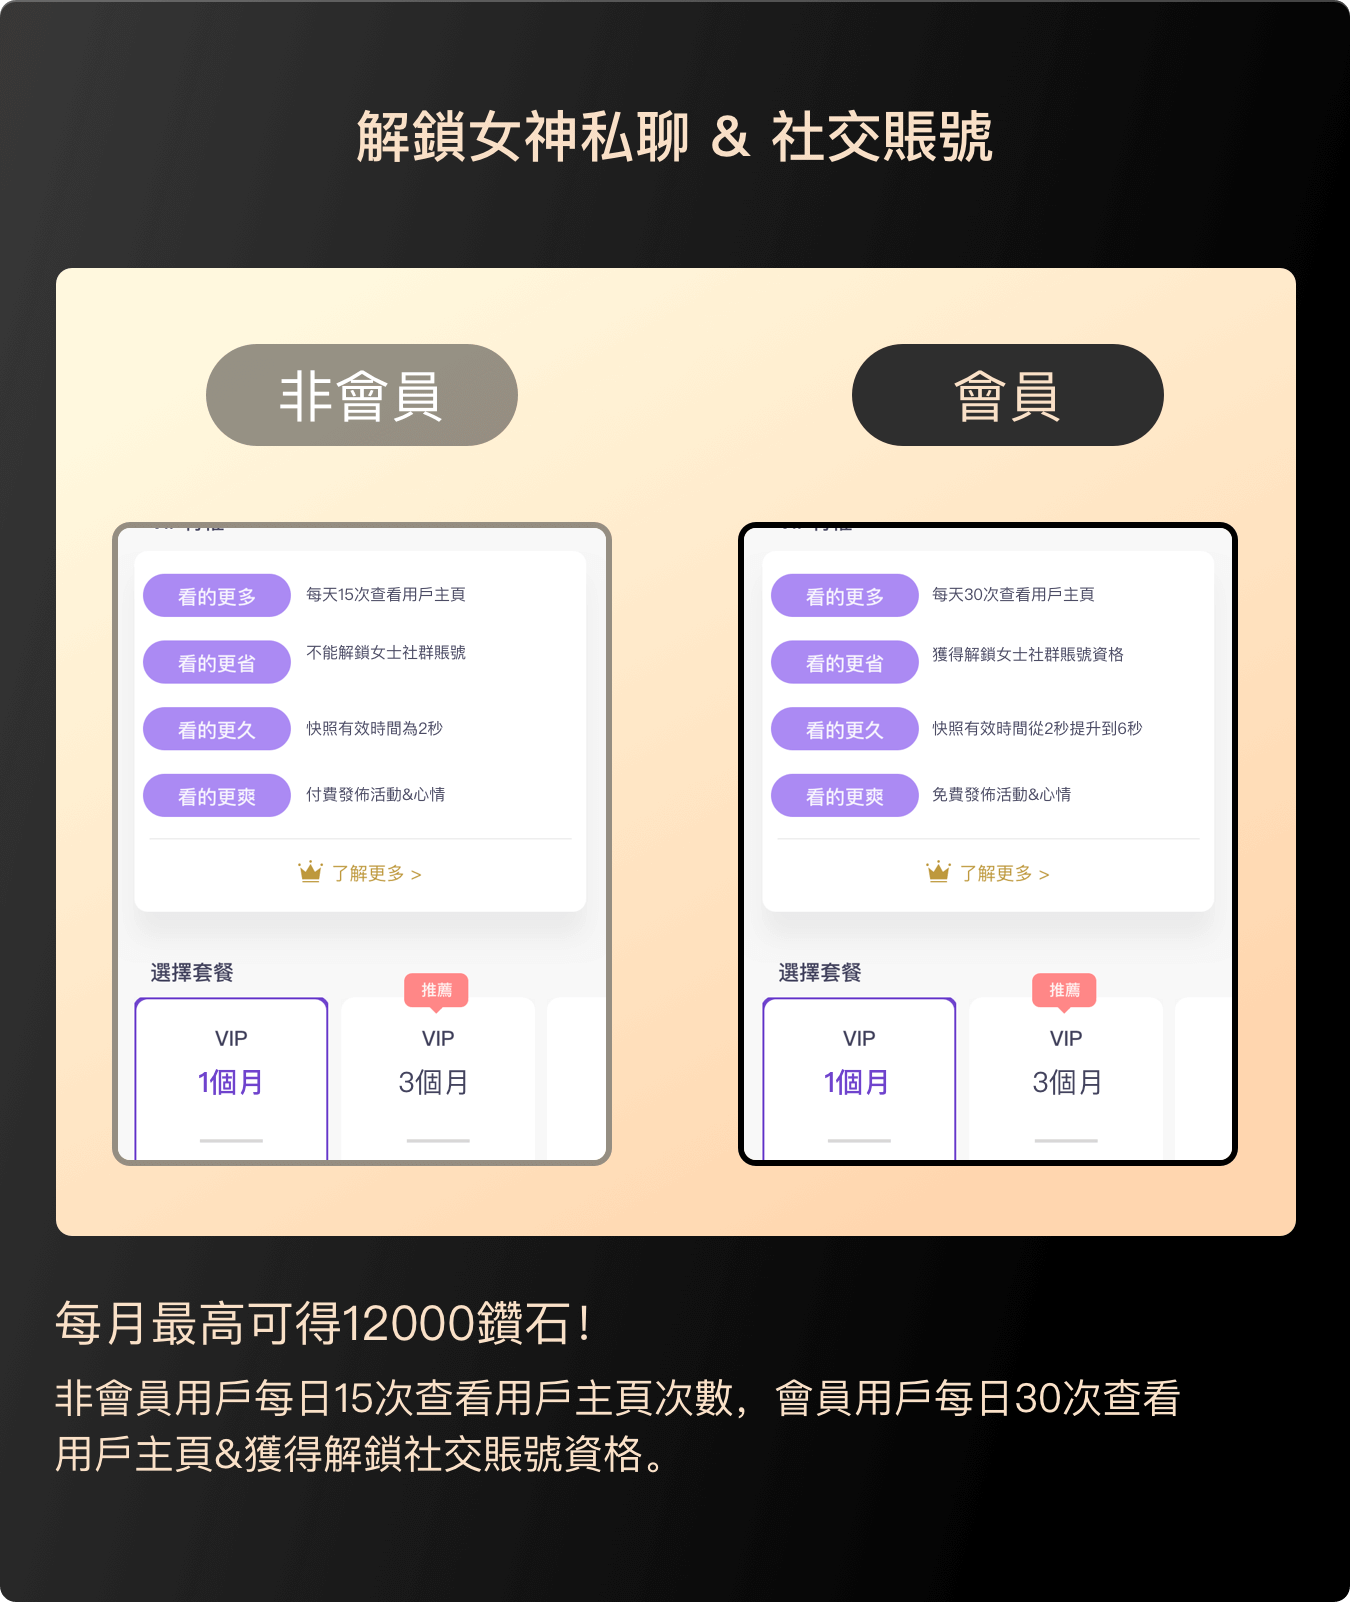 解鎖女神私聊 & 社交賬號
非會員
會員
看的更多 每天15次查看用戶主頁
看的更省 不能解鎖女士社群賬號
看的更久 快照有效時間為2秒
看的更爽 付費發佈活動&心情
了解更多 >
選擇套餐
推薦
VIP
1個月
VIP
3個月
看的更多 每天30次查看用戶主頁
看的更省 獲得解鎖女士社群賬號資格
看的更久 快照有效時間從2秒提升到6秒
看的更爽 免費發佈活動&心情
了解更多 >
選擇套餐
推薦
VIP
1個月
VIP
3個月
每月最高可得12000鑽石!
非會員用戶每日15次查看用戶主頁次數,會員用戶每日30次查看
用戶主頁&獲得解鎖社交賬號資格。